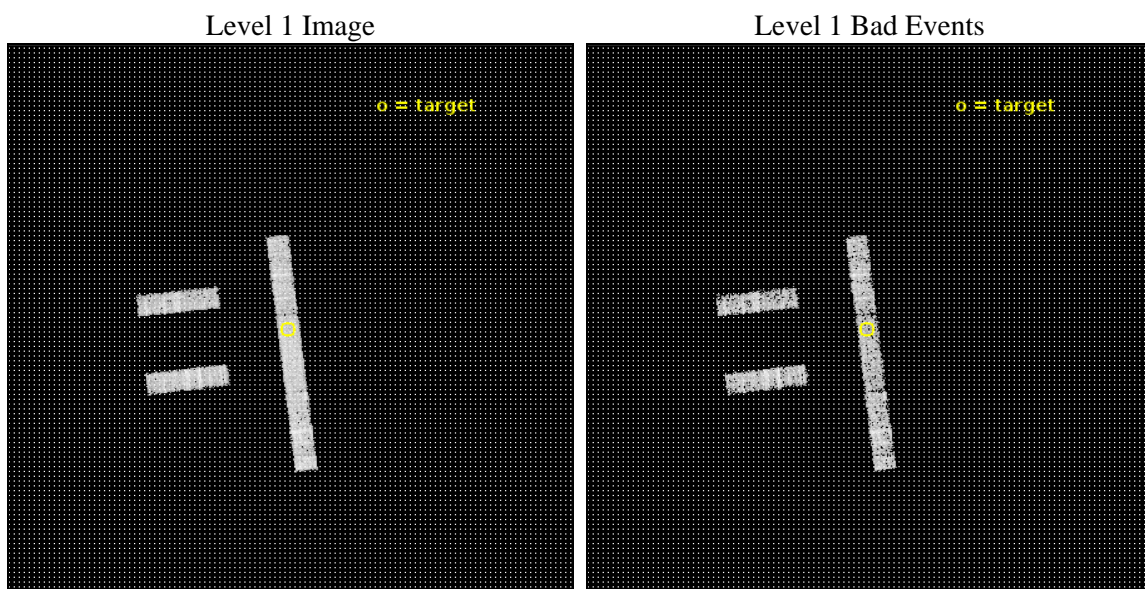 Level 1 Image
Level 1 Bad Events
o = target
o = target